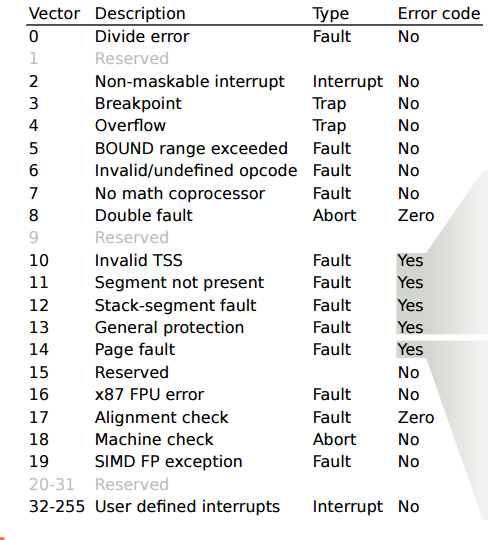 Vector Description Type Error code
0 Divide error Fault No
1 Reserved
2 Non-maskable interrupt Interrupt No
3 Breakpoint Trap No
4 Overflow Trap No
5 BOUND range exceeded Fault No
6 Invalid/undefined opcode Fault No
7 No math coprocessor Fault No
8 Double fault Abort Zero
9 Reserved
10 Invalid TSS Fault Yes
11 Segment not present Fault Yes
12 Stack-segment fault Fault Yes
13 General protection Fault Yes
14 Page fault Fault Yes
15 Reserved No
16 x87 FPU error Fault No
17 Alignment check Fault Zero
18 Machine check Abort No
19 SIMD FP exception Fault No
20-31 Reserved
32-255 User defined interrupts Interrupt No